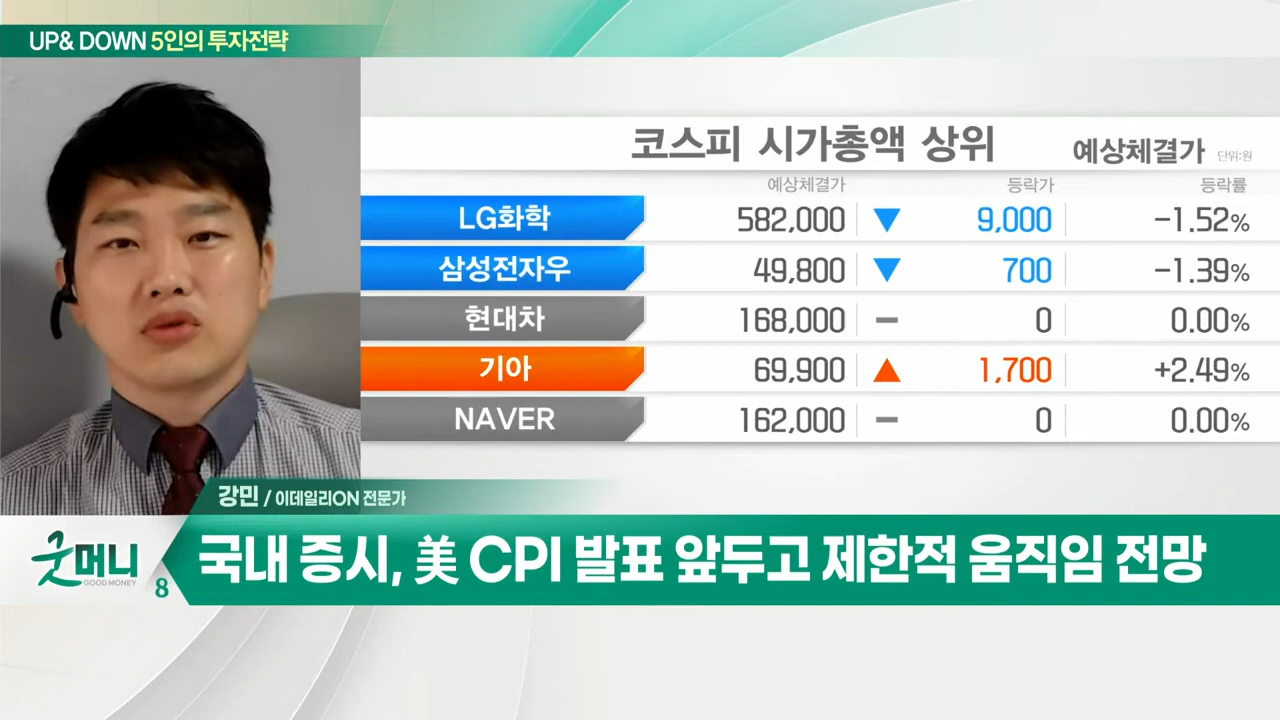 UP& DOWN 5인의 투자전략
코스피 시가총액 상위 예상체결가 단위:원
예상체결가 등락가 등락률
LG화학 582,000 ▼ 9,000 -1.52%
삼성전자우 49,800 ▼ 700 -1.39%
현대차 168,000 - 0 0.00%
기아 69,900 ▲ 1,700 +2.49%
NAVER 162,000 - 0 0.00%
강민 / 이데일리ON 전문가
굿머니 GOOD MONEY 8
국내 증시, 美 CPI 발표 앞두고 제한적 움직임 전망